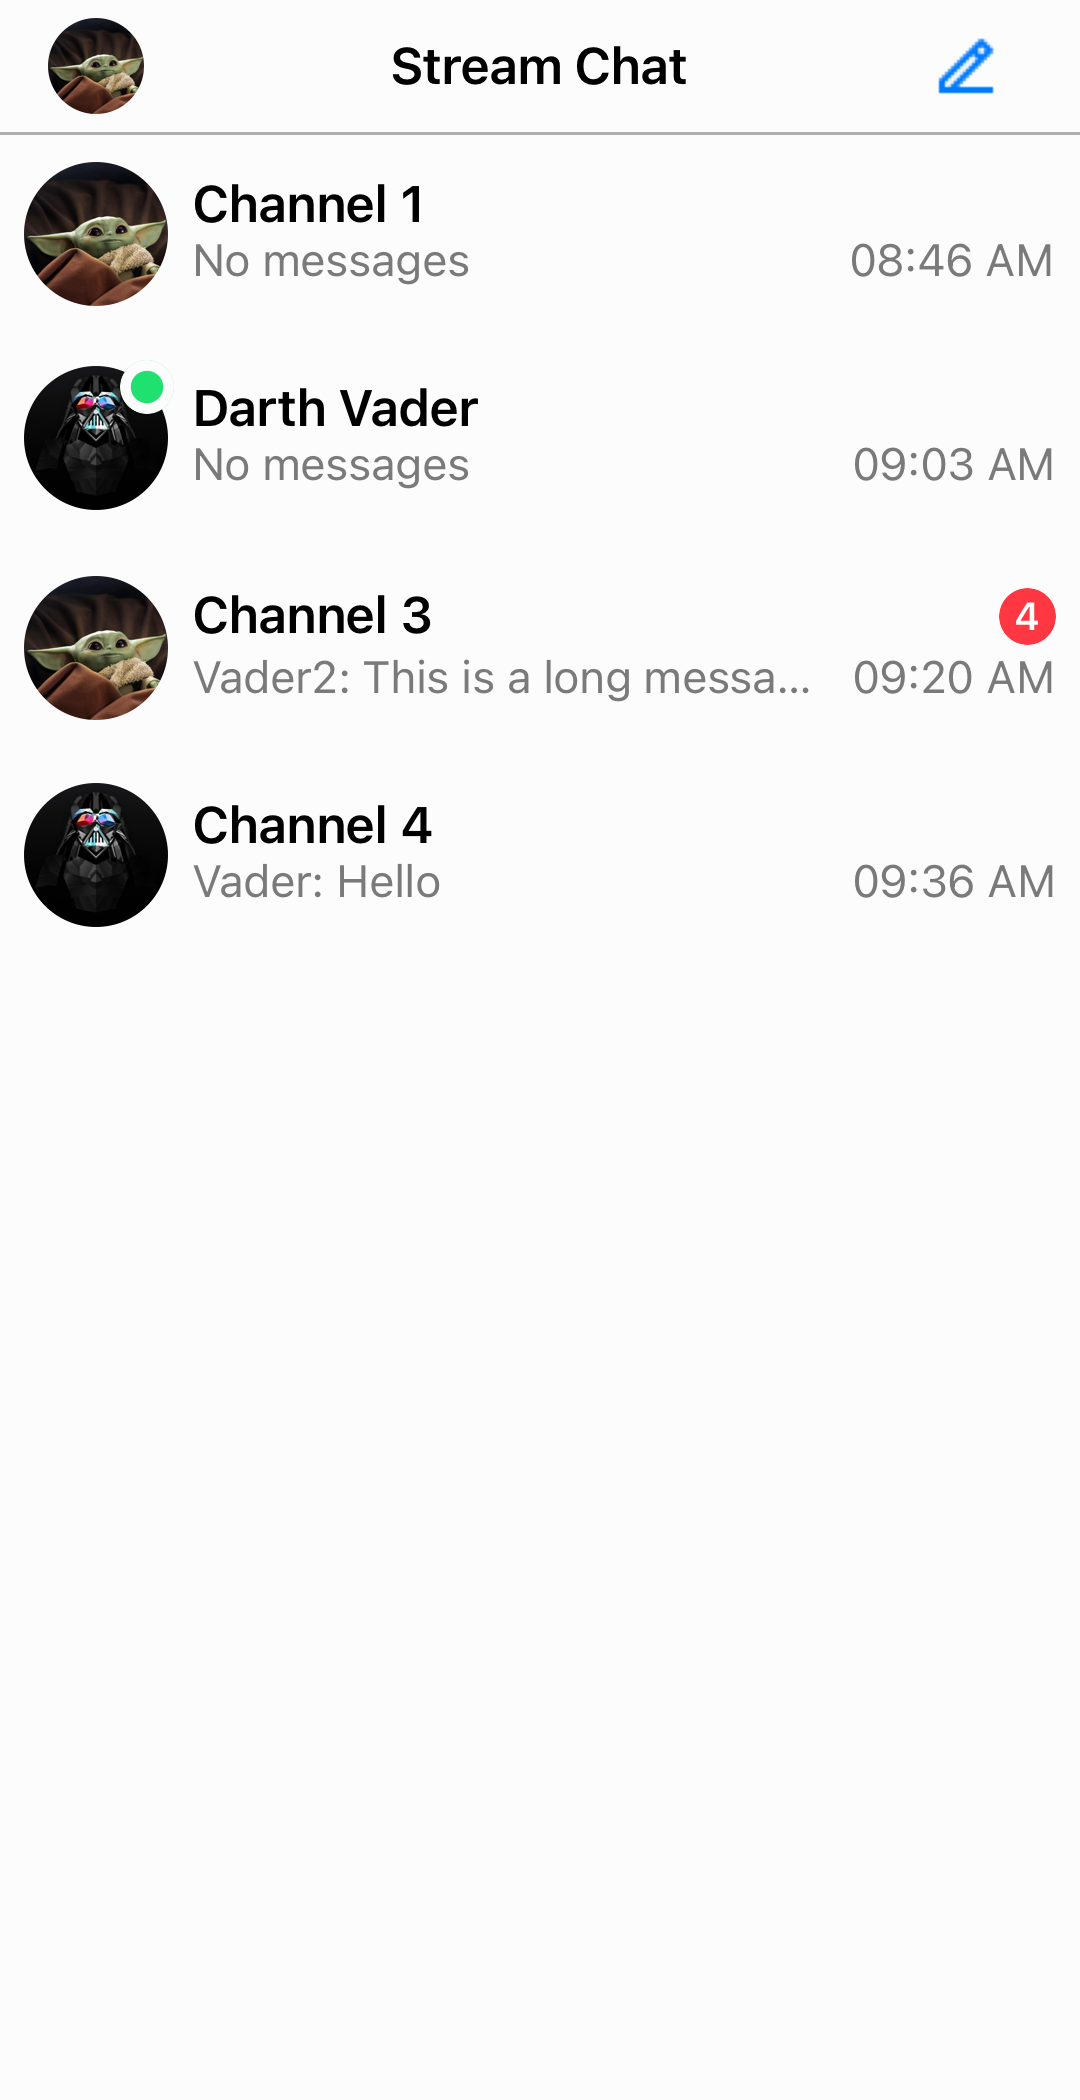 Stream Chat
Channel 1
No messages 08:46 AM
Darth Vader
No messages 09:03 AM
Channel 3 4
Vader2: This is a long messa... 09:20 AM
Channel 4
Vader: Hello 09:36 AM